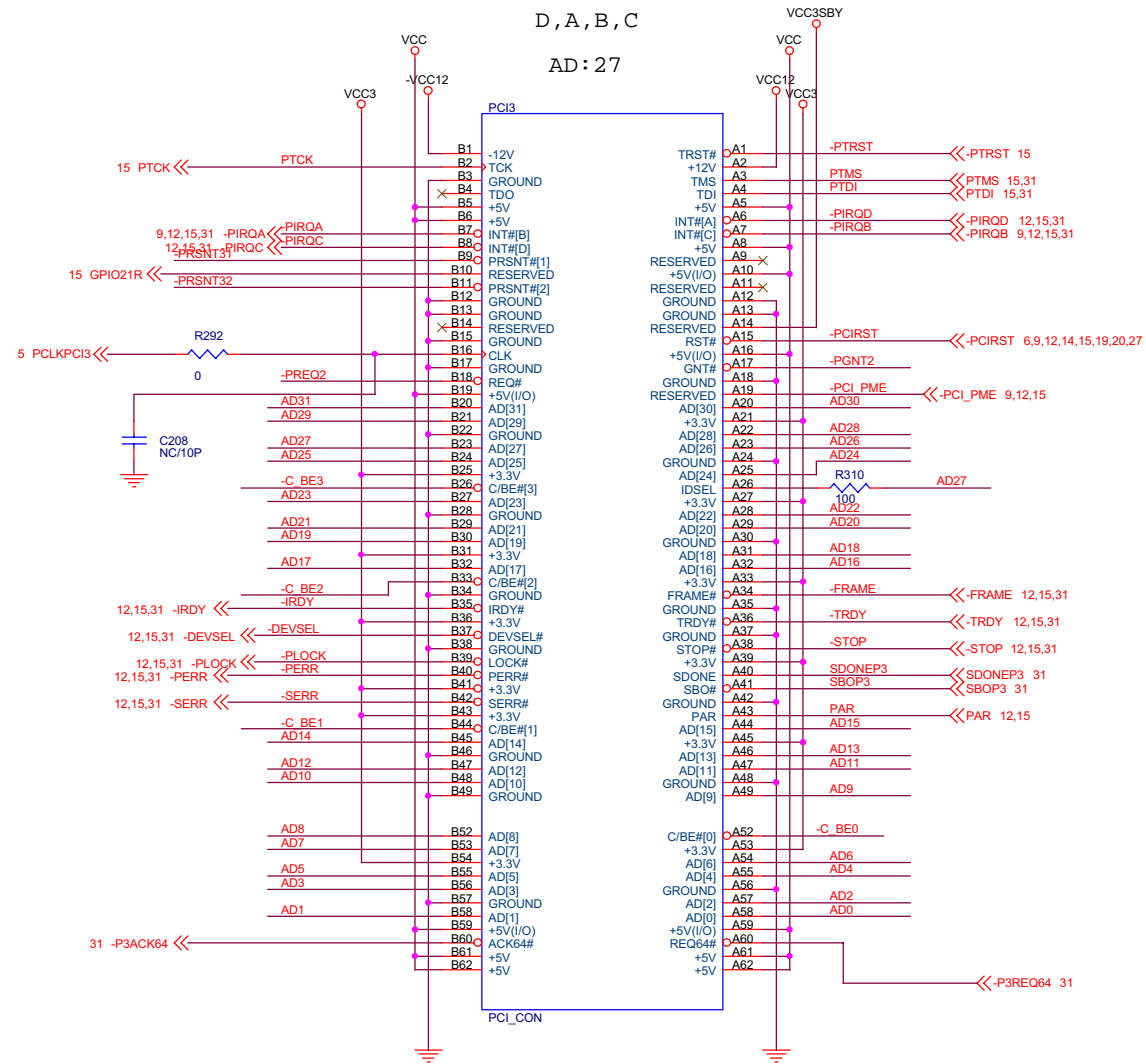 D,A,B,C
AD:27
VCC3SBY
VCC
VCC
-VCC12
VCC12
VCC3
VCC3
PCI3
B1 -12V
15 PTCK PTCK B2 TCK
B3 GROUND
B4 TDO
B5 +5V
B6 +5V
9,12,15,31 -PIRQA -PIRQA B7 INT#[B]
12,15,31 -PIRQC -PIRQC B8 INT#[D]
-PRSNT31 B9 PRSNT#[1]
15 GPIO21R B10 RESERVED
-PRSNT32 B11 PRSNT#[2]
B12 GROUND
B13 GROUND
B14 RESERVED
B15 GROUND
5 PCLKPCI3 R292 0 B16 CLK
B17 GROUND
-PREQ2 B18 REQ#
B19 +5V(I/O)
AD31 B20 AD[31]
AD29 B21 AD[29]
B22 GROUND
C208
NC/10P
AD27 B23 AD[27]
AD25 B24 AD[25]
B25 +3.3V
-C_BE3 B26 C/BE#[3]
AD23 B27 AD[23]
B28 GROUND
AD21 B29 AD[21]
AD19 B30 AD[19]
B31 +3.3V
AD17 B32 AD[17]
-C_BE2 B33 C/BE#[2]
B34 GROUND
12,15,31 -IRDY -IRDY B35 IRDY#
B36 +3.3V
12,15,31 -DEVSEL -DEVSEL B37 DEVSEL#
B38 GROUND
12,15,31 -PLOCK -PLOCK B39 LOCK#
12,15,31 -PERR -PERR B40 PERR#
B41 +3.3V
12,15,31 -SERR -SERR B42 SERR#
B43 +3.3V
-C_BE1 B44 C/BE#[1]
AD14 B45 AD[14]
B46 GROUND
AD12 B47 AD[12]
AD10 B48 AD[10]
B49 GROUND
AD8 B52 AD[8]
AD7 B53 AD[7]
B54 +3.3V
AD5 B55 AD[5]
AD3 B56 AD[3]
B57 GROUND
AD1 B58 AD[1]
B59 +5V(I/O)
31 -P3ACK64 B60 ACK64#
B61 +5V
B62 +5V
TRST# A1 -PTRST -PTRST 15
+12V A2
TMS A3 PTMS PTMS 15,31
TDI A4 PTDI PTDI 15,31
+5V A5
INT#[A] A6 -PIRQD -PIRQD 12,15,31
INT#[C] A7 -PIRQB -PIRQB 9,12,15,31
+5V A8
RESERVED A9
+5V(I/O) A10
RESERVED A11
GROUND A12
GROUND A13
RESERVED A14
RST# A15 -PCIRST -PCIRST 6,9,12,14,15,19,20,27
+5V(I/O) A16
GNT# A17 -PGNT2
GROUND A18
RESERVED A19 -PCI_PME -PCI_PME 9,12,15
AD[30] A20 AD30
+3.3V A21
AD[28] A22 AD28
AD[26] A23 AD26
GROUND A24 AD24
AD[24] A25
IDSEL A26 R310 100 AD27
+3.3V A27
AD[22] A28 AD22
AD[20] A29 AD20
GROUND A30
AD[18] A31 AD18
AD[16] A32 AD16
+3.3V A33
FRAME# A34 -FRAME -FRAME 12,15,31
GROUND A35
TRDY# A36 -TRDY -TRDY 12,15,31
GROUND A37
STOP# A38 -STOP -STOP 12,15,31
+3.3V A39
SDONE A40 SDONEP3 SDONEP3 31
SBO# A41 SBOP3 SBOP3 31
GROUND A42
PAR A43 PAR PAR 12,15
AD[15] A44 AD15
+3.3V A45
AD[13] A46 AD13
AD[11] A47 AD11
GROUND A48
AD[9] A49 AD9
C/BE#[0] A52 -C_BE0
+3.3V A53
AD[6] A54 AD6
AD[4] A55 AD4
GROUND A56
AD[2] A57 AD2
AD[0] A58 AD0
+5V(I/O) A59
REQ64# A60 -P3REQ64 31
+5V A61
+5V A62
PCI_CON